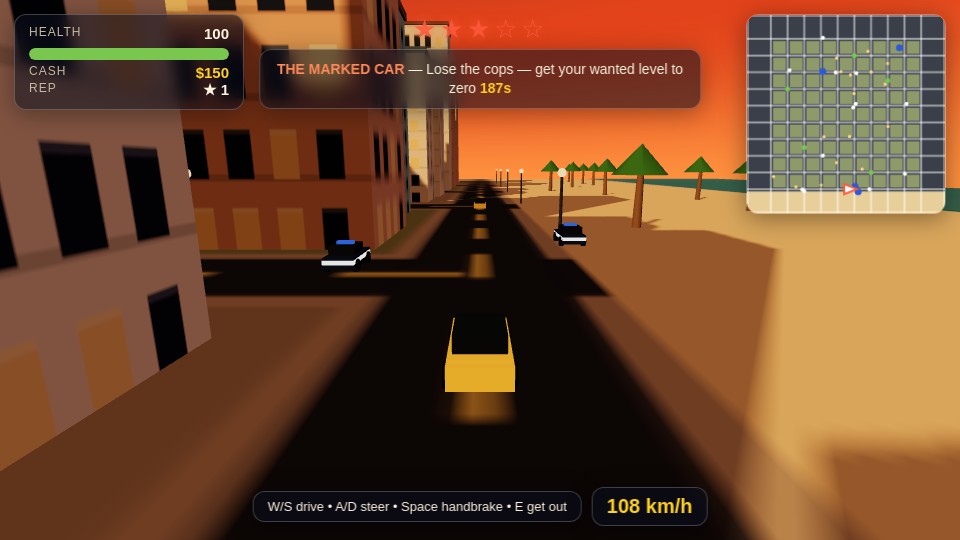 HEALTH 100
CASH $150
REP ★ 1
★ ★ ★ ☆ ☆
THE MARKED CAR — Lose the cops — get your wanted level to
zero 187s
W/S drive • A/D steer • Space handbrake • E get out
108 km/h